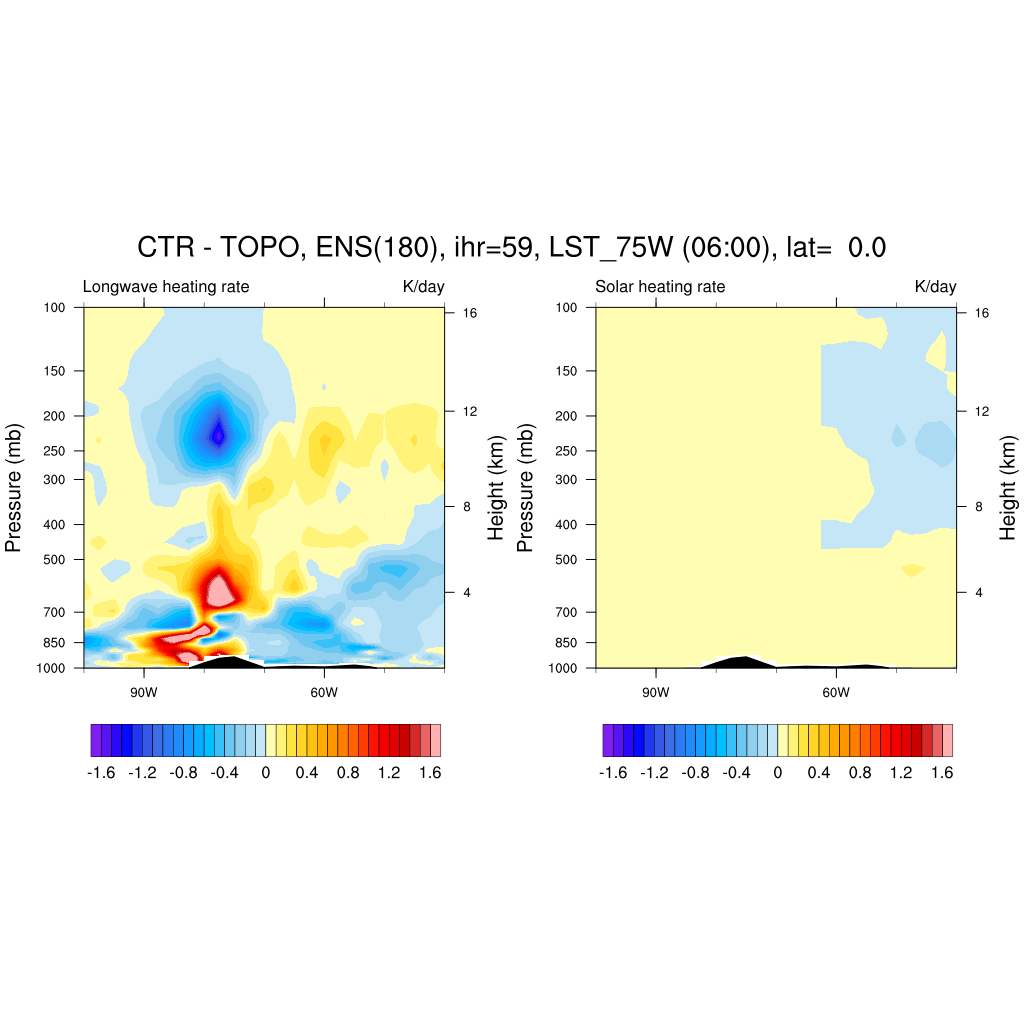 CTR - TOPO, ENS(180), ihr=59, LST_75W (06:00), lat=  0.0
Longwave heating rate K/day
Pressure (mb)
100
150
200
250
300
400
500
700
850
1000
16
12
8
4
Height (km)
90W 60W
-1.6 -1.2 -0.8 -0.4 0 0.4 0.8 1.2 1.6
Solar heating rate K/day
Pressure (mb)
100
150
200
250
300
400
500
700
850
1000
16
12
8
4
Height (km)
90W 60W
-1.6 -1.2 -0.8 -0.4 0 0.4 0.8 1.2 1.6